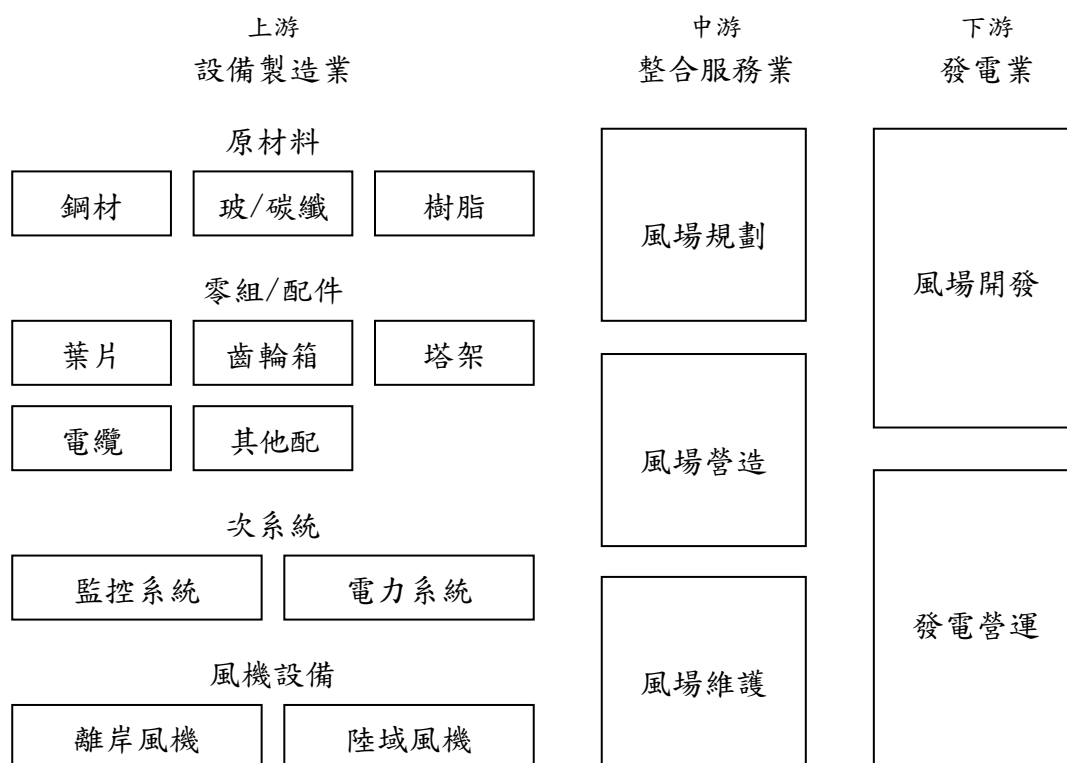 上游
設備製造業
原材料
鋼材
玻/碳纖
樹脂
零組/配件
葉片
齒輪箱
塔架
電纜
其他配
次系統
監控系統
電力系統
風機設備
離岸風機
陸域風機
中游
整合服務業
風場規劃
風場營造
風場維護
下游
發電業
風場開發
發電營運